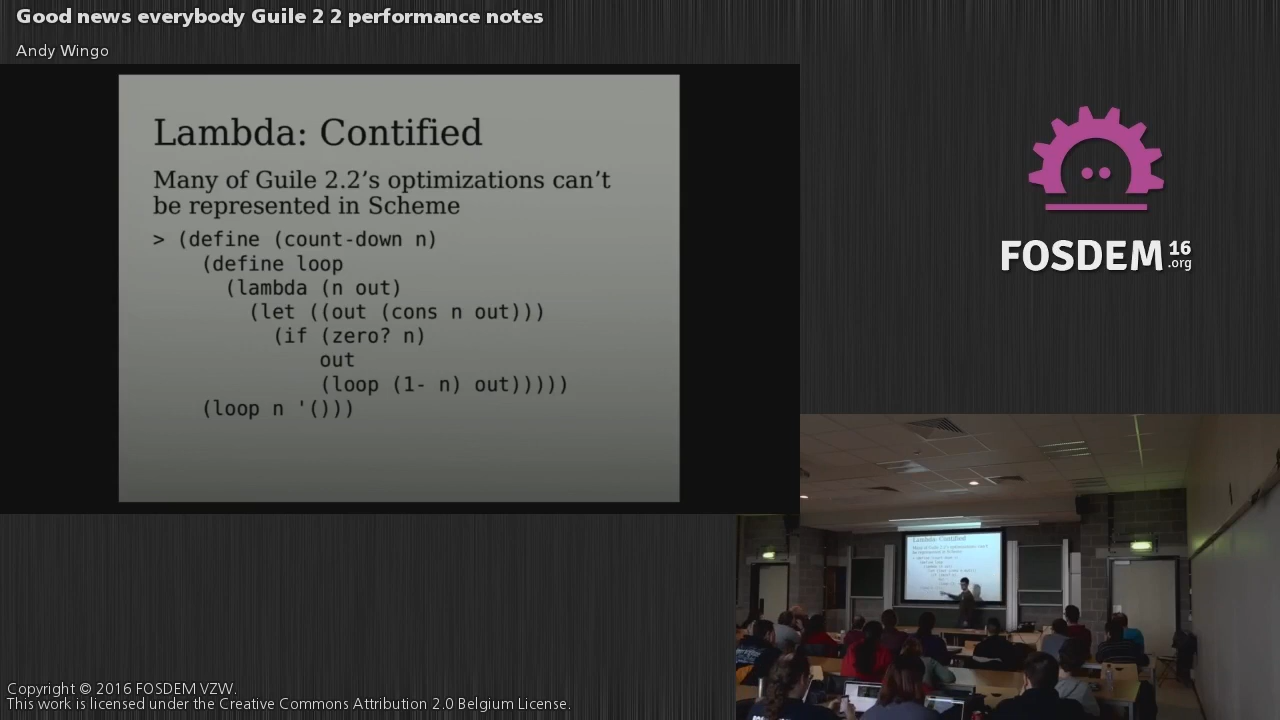 Good news everybody Guile 2 2 performance notes
Andy Wingo
Lambda: Contified
Many of Guile 2.2’s optimizations can’t
be represented in Scheme
> (define (count-down n)
(define loop
(lambda (n out)
(let ((out (cons n out)))
(if (zero? n)
out
(loop (1- n) out)))))
(loop n '()))
FOSDEM 16
.org
Lambda: Contified
Copyright © 2016 FOSDEM VZW.
This work is licensed under the Creative Commons Attribution 2.0 Belgium License.